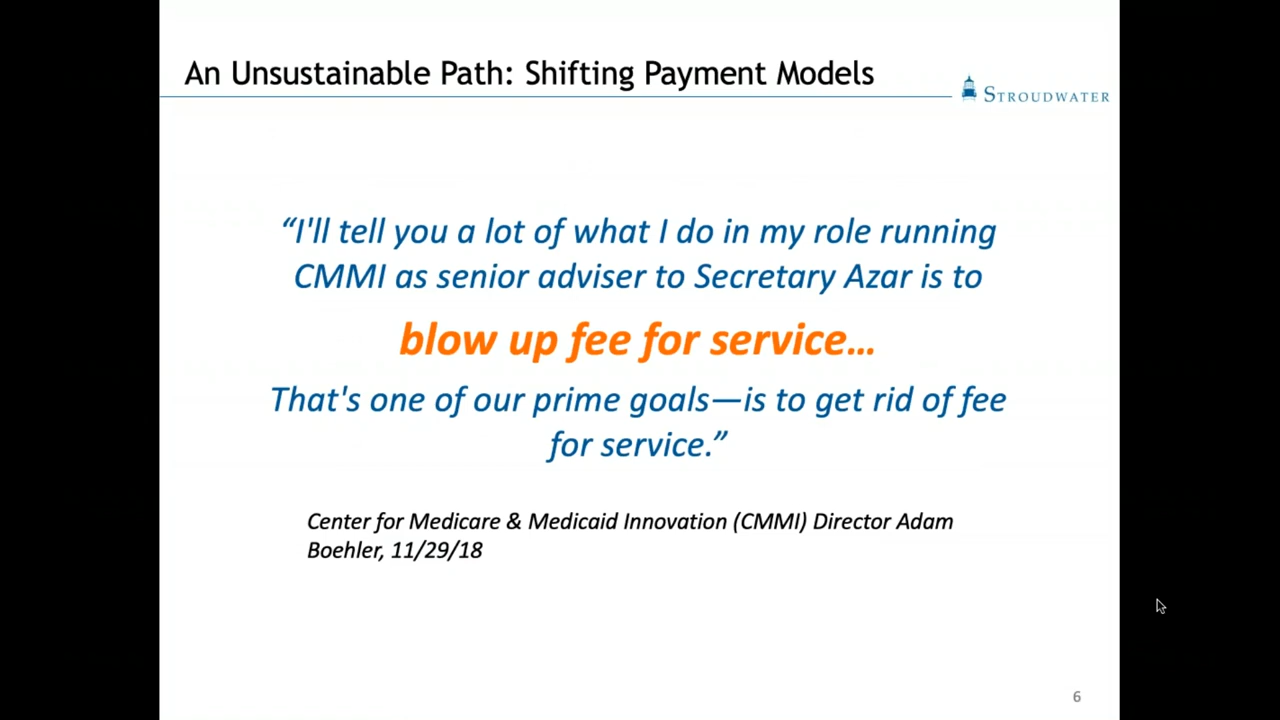 An Unsustainable Path: Shifting Payment Models
STROUDWATER
“I'll tell you a lot of what I do in my role running
CMMI as senior adviser to Secretary Azar is to
blow up fee for service…
That's one of our prime goals—is to get rid of fee
for service.”
Center for Medicare & Medicaid Innovation (CMMI) Director Adam
Boehler, 11/29/18
6